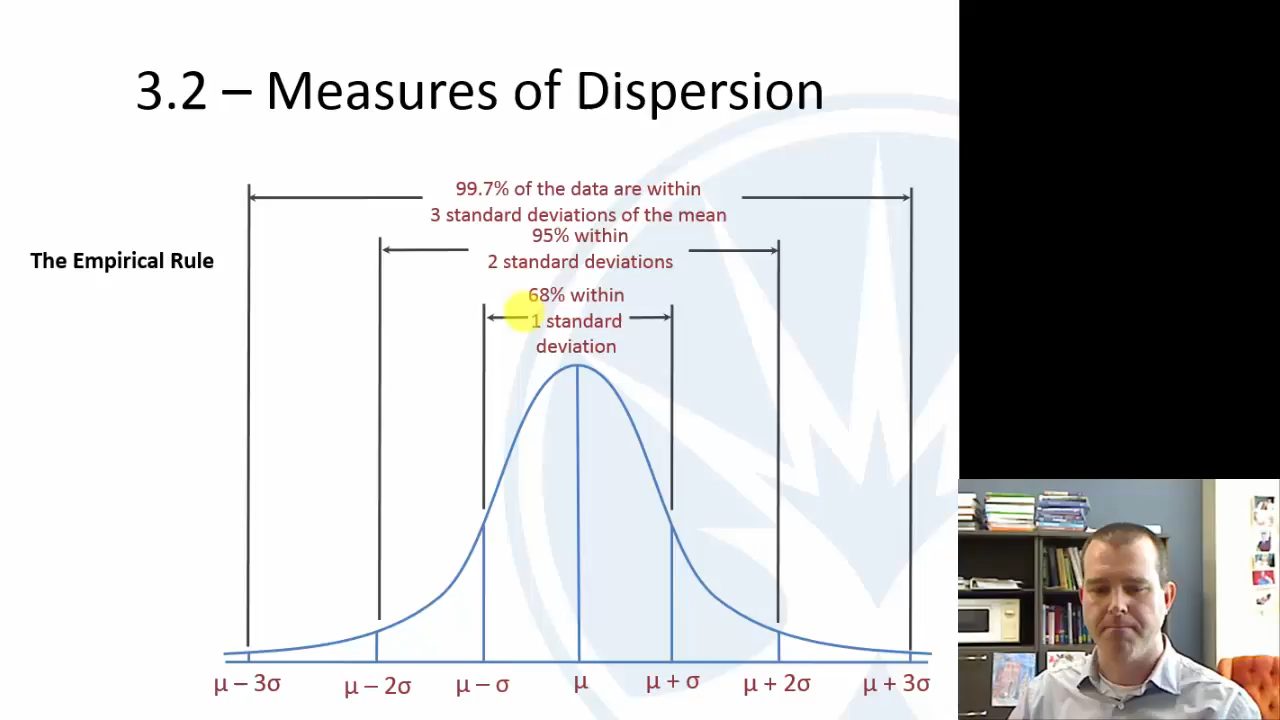 3.2 – Measures of Dispersion
99.7% of the data are within
3 standard deviations of the mean
95% within
2 standard deviations
The Empirical Rule
68% within
1 standard
deviation
μ – 3σ
μ – 2σ
μ – σ
μ
μ + σ
μ + 2σ
μ + 3σ